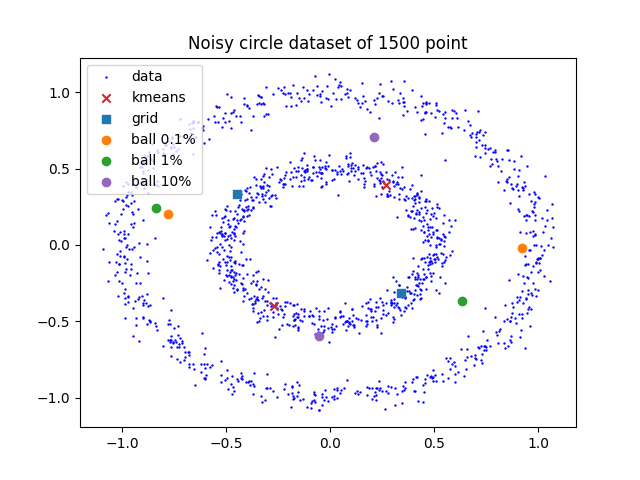 Noisy circle dataset of 1500 point
data
kmeans
grid
ball 0.1%
ball 1%
ball 10%
1.0
0.5
0.0
−0.5
−1.0
−1.0 −0.5 0.0 0.5 1.0